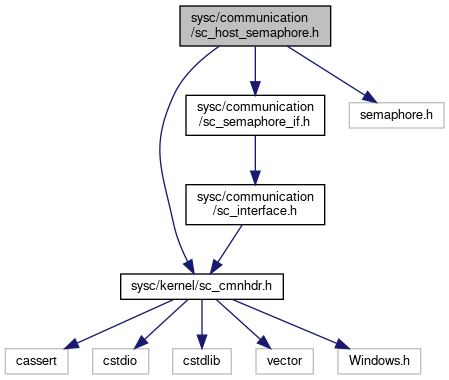 sysc/communication
/sc_host_semaphore.h
sysc/communication
/sc_semaphore_if.h
semaphore.h
sysc/communication
/sc_interface.h
sysc/kernel/sc_cmnhdr.h
cassert
cstdio
cstdlib
vector
Windows.h